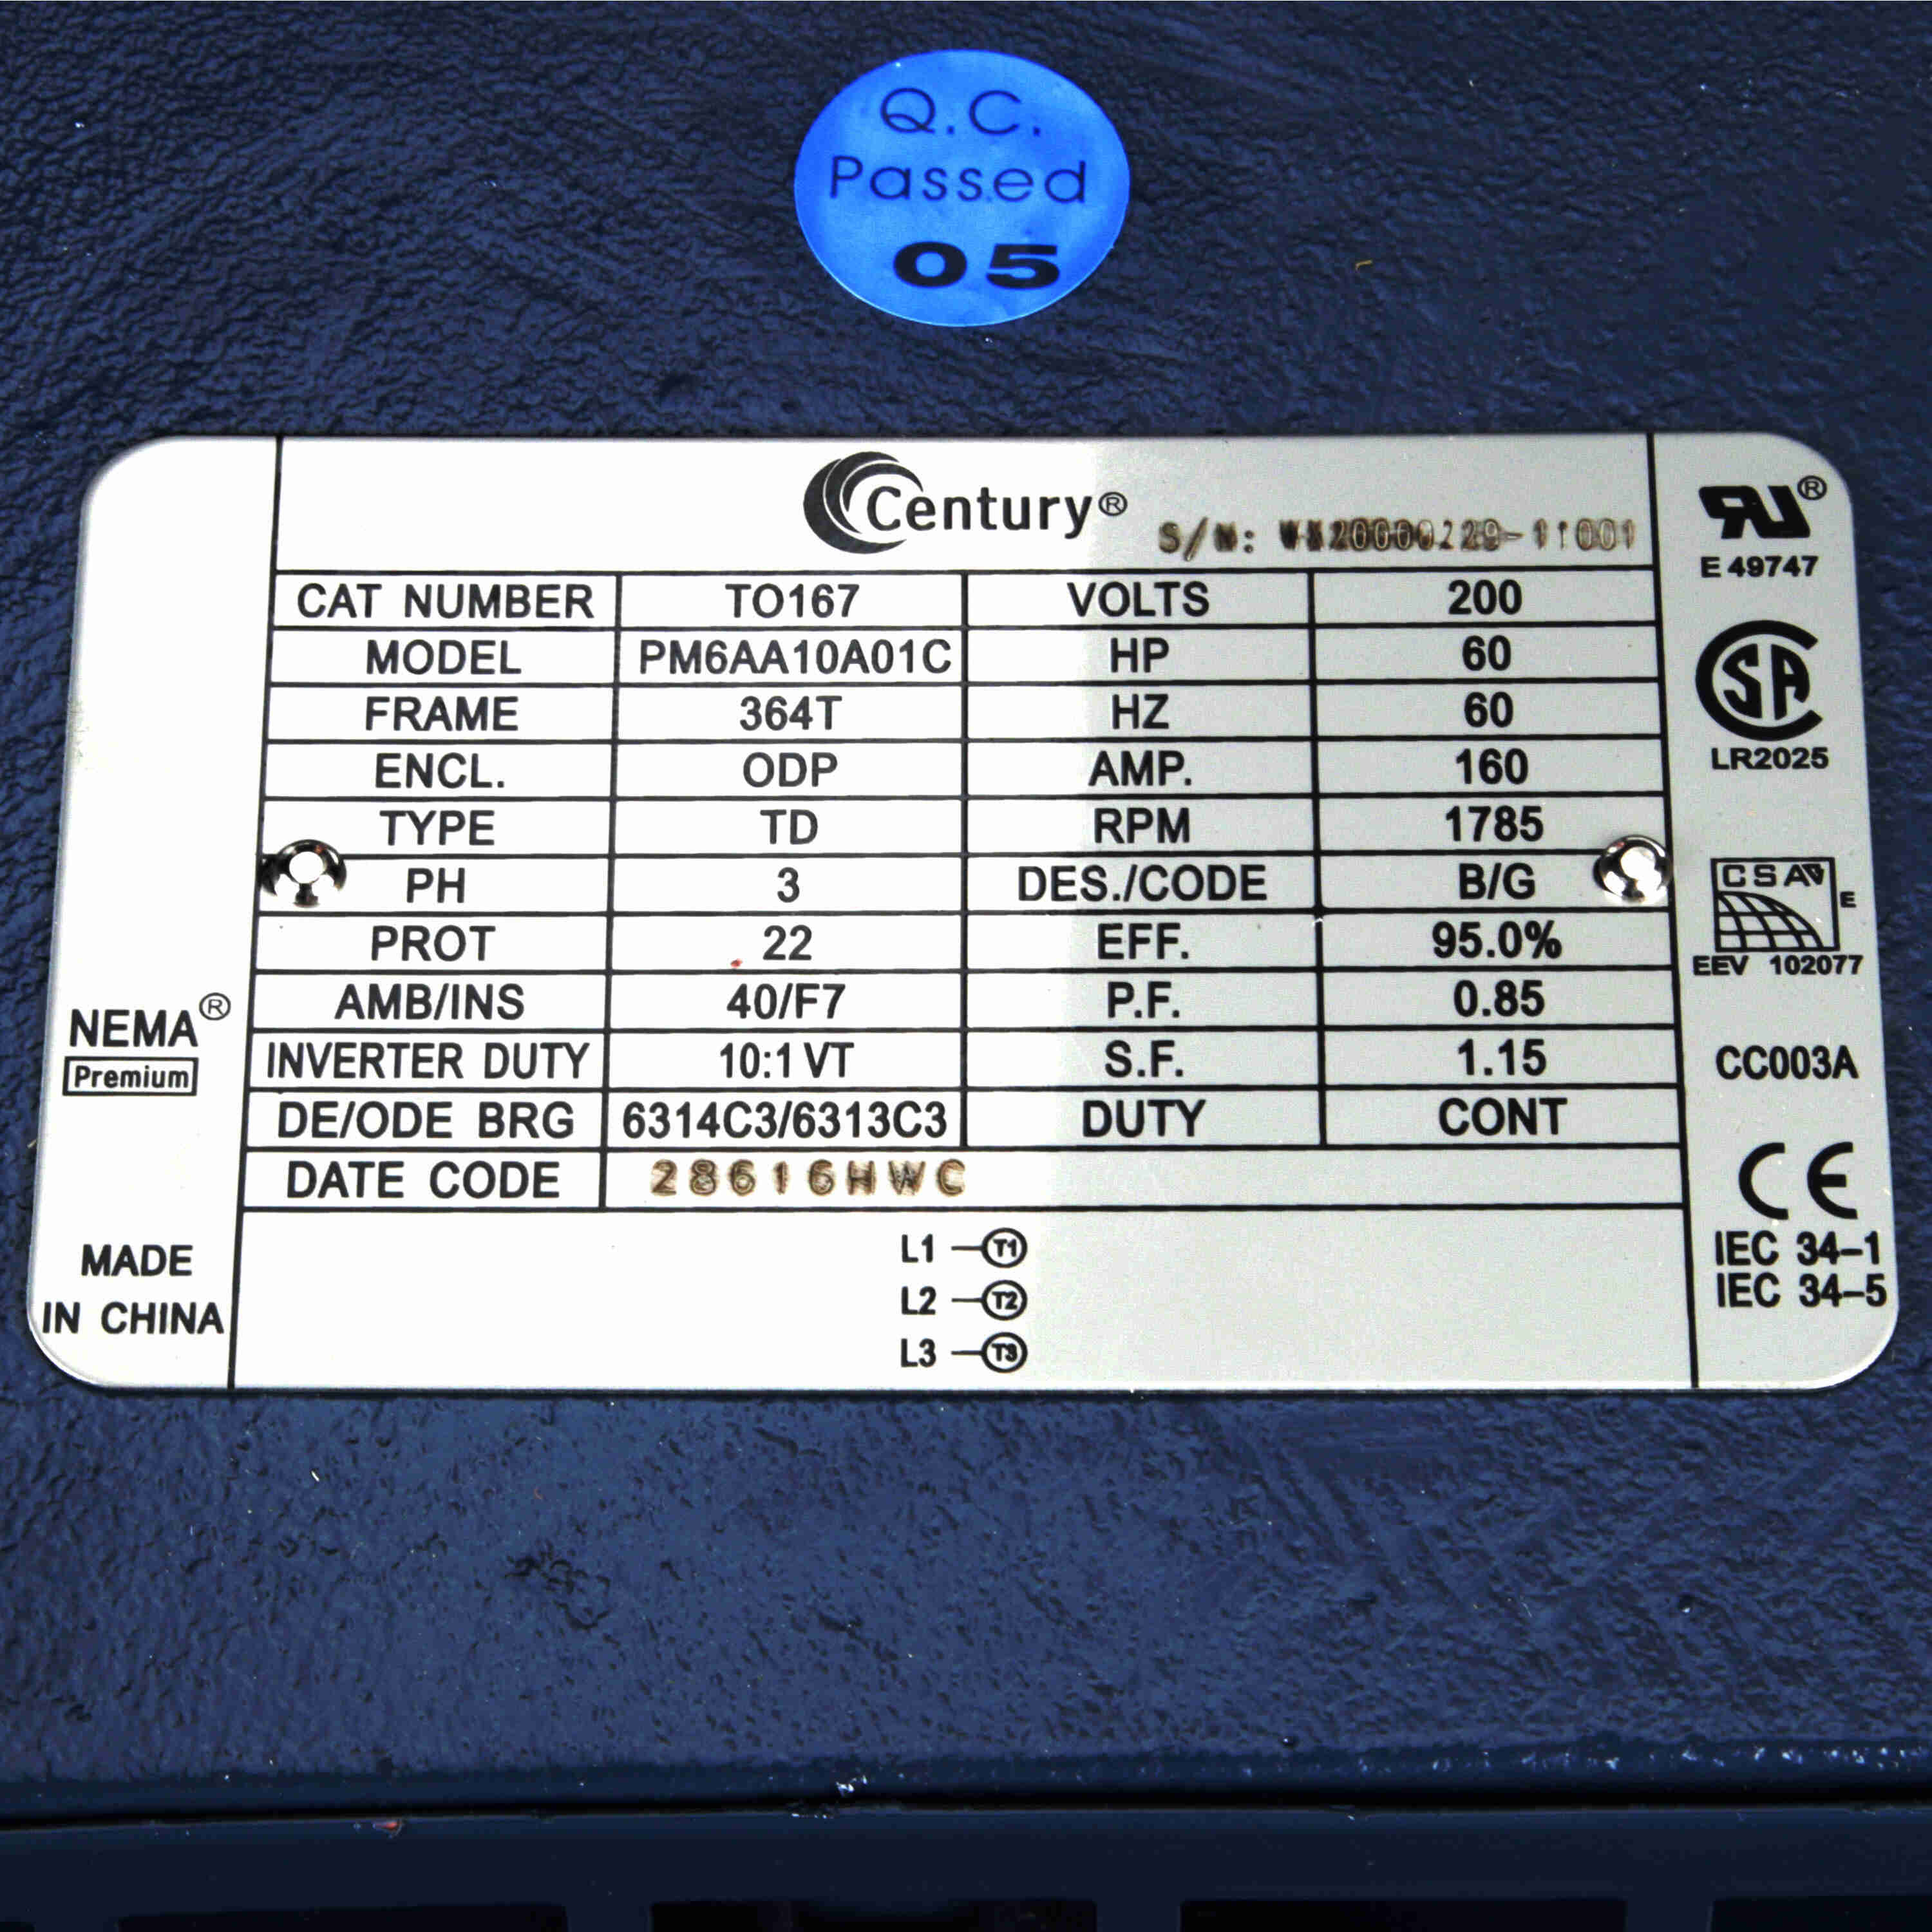 Q.C.
Passed
05
Century®
S/N:
CAT NUMBER TO167 VOLTS 200
MODEL PM6AA10A01C HP 60
FRAME 364T HZ 60
ENCL. ODP AMP. 160
TYPE TD RPM 1785
PH 3 DES./CODE B/G
PROT 22 EFF. 95.0%
AMB/INS 40/F7 P.F. 0.85
INVERTER DUTY 10:1 VT S.F. 1.15
DE/ODE BRG 6314C3/6313C3 DUTY CONT
DATE CODE 28616HWC
L1 T1
L2 T2
L3 T3
NEMA®
Premium
MADE
IN CHINA
RU®
E 49747
CSA
LR2025
CSA E
EEV 102077
CC003A
CE
IEC 34-1
IEC 34-5